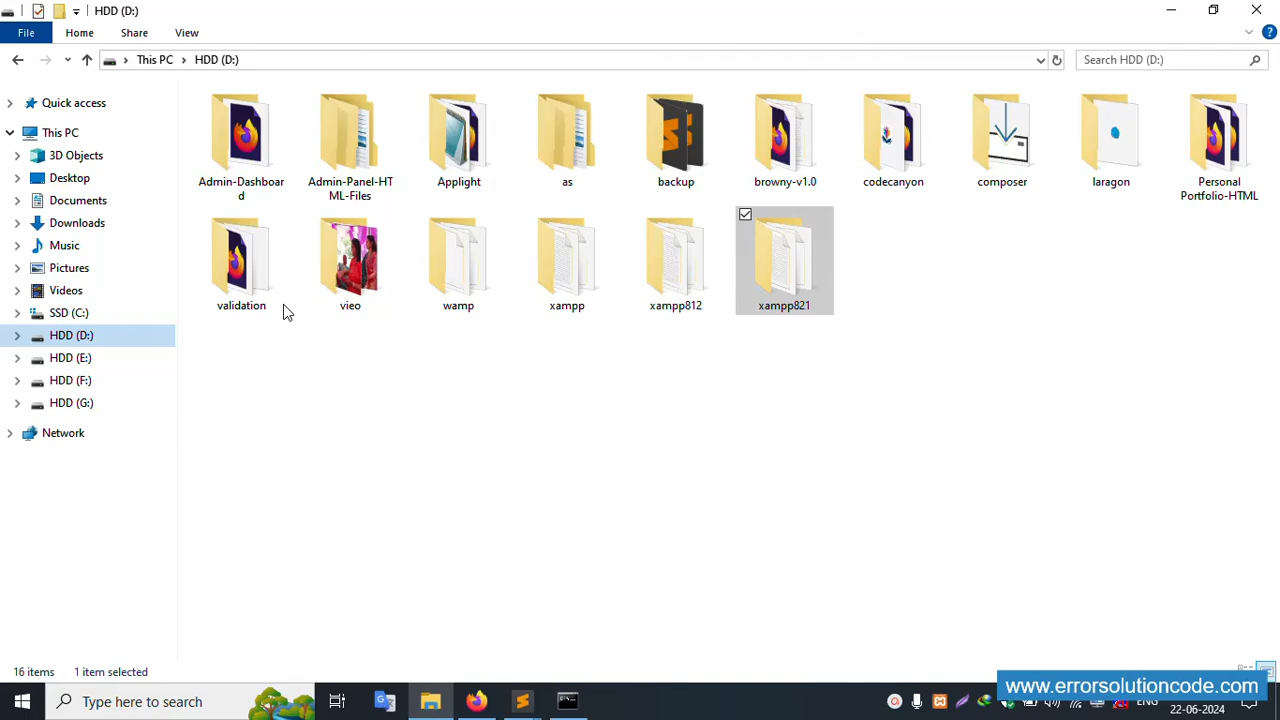 HDD (D:)
File Home Share View
This PC HDD (D:) Search HDD (D:)
Quick access
This PC
3D Objects
Desktop
Documents
Downloads
Music
Pictures
Videos
SSD (C:)
HDD (D:)
HDD (E:)
HDD (F:)
HDD (G:)
Network
Admin-Dashboar
d
Admin-Panel-HT
ML-Files
Applight
as
backup
browny-v1.0
codecanyon
composer
laragon
Personal
Portfolio-HTML
validation
vieo
wamp
xampp
xampp812
xampp821
16 items 1 item selected
www.errorsolutioncode.com
Type here to search
ENG
22-06-2024